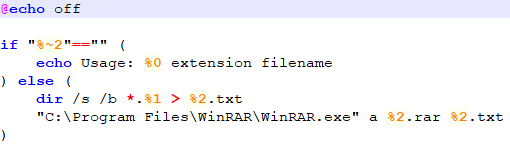 @echo off
if "%~2"=="" (
echo Usage: %0 extension filename
) else (
dir /s /b *.%1 > %2.txt
"C:\Program Files\WinRAR\WinRAR.exe" a %2.rar %2.txt
)